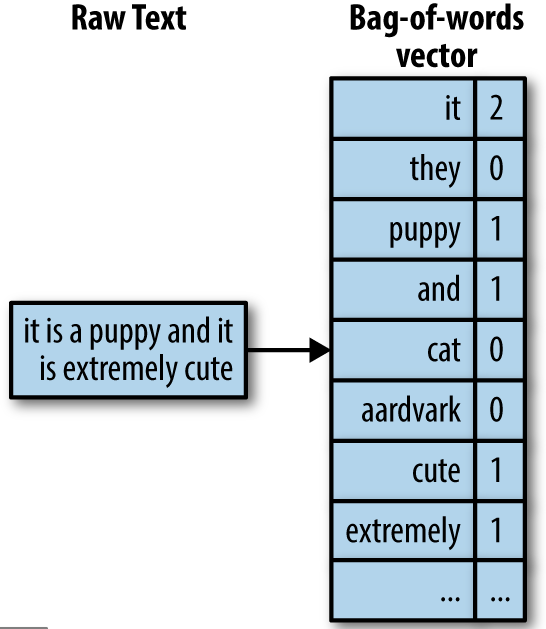 Raw Text
Bag-of-words
vector
it is a puppy and it
is extremely cute
it 2
they 0
puppy 1
and 1
cat 0
aardvark 0
cute 1
extremely 1
... ...